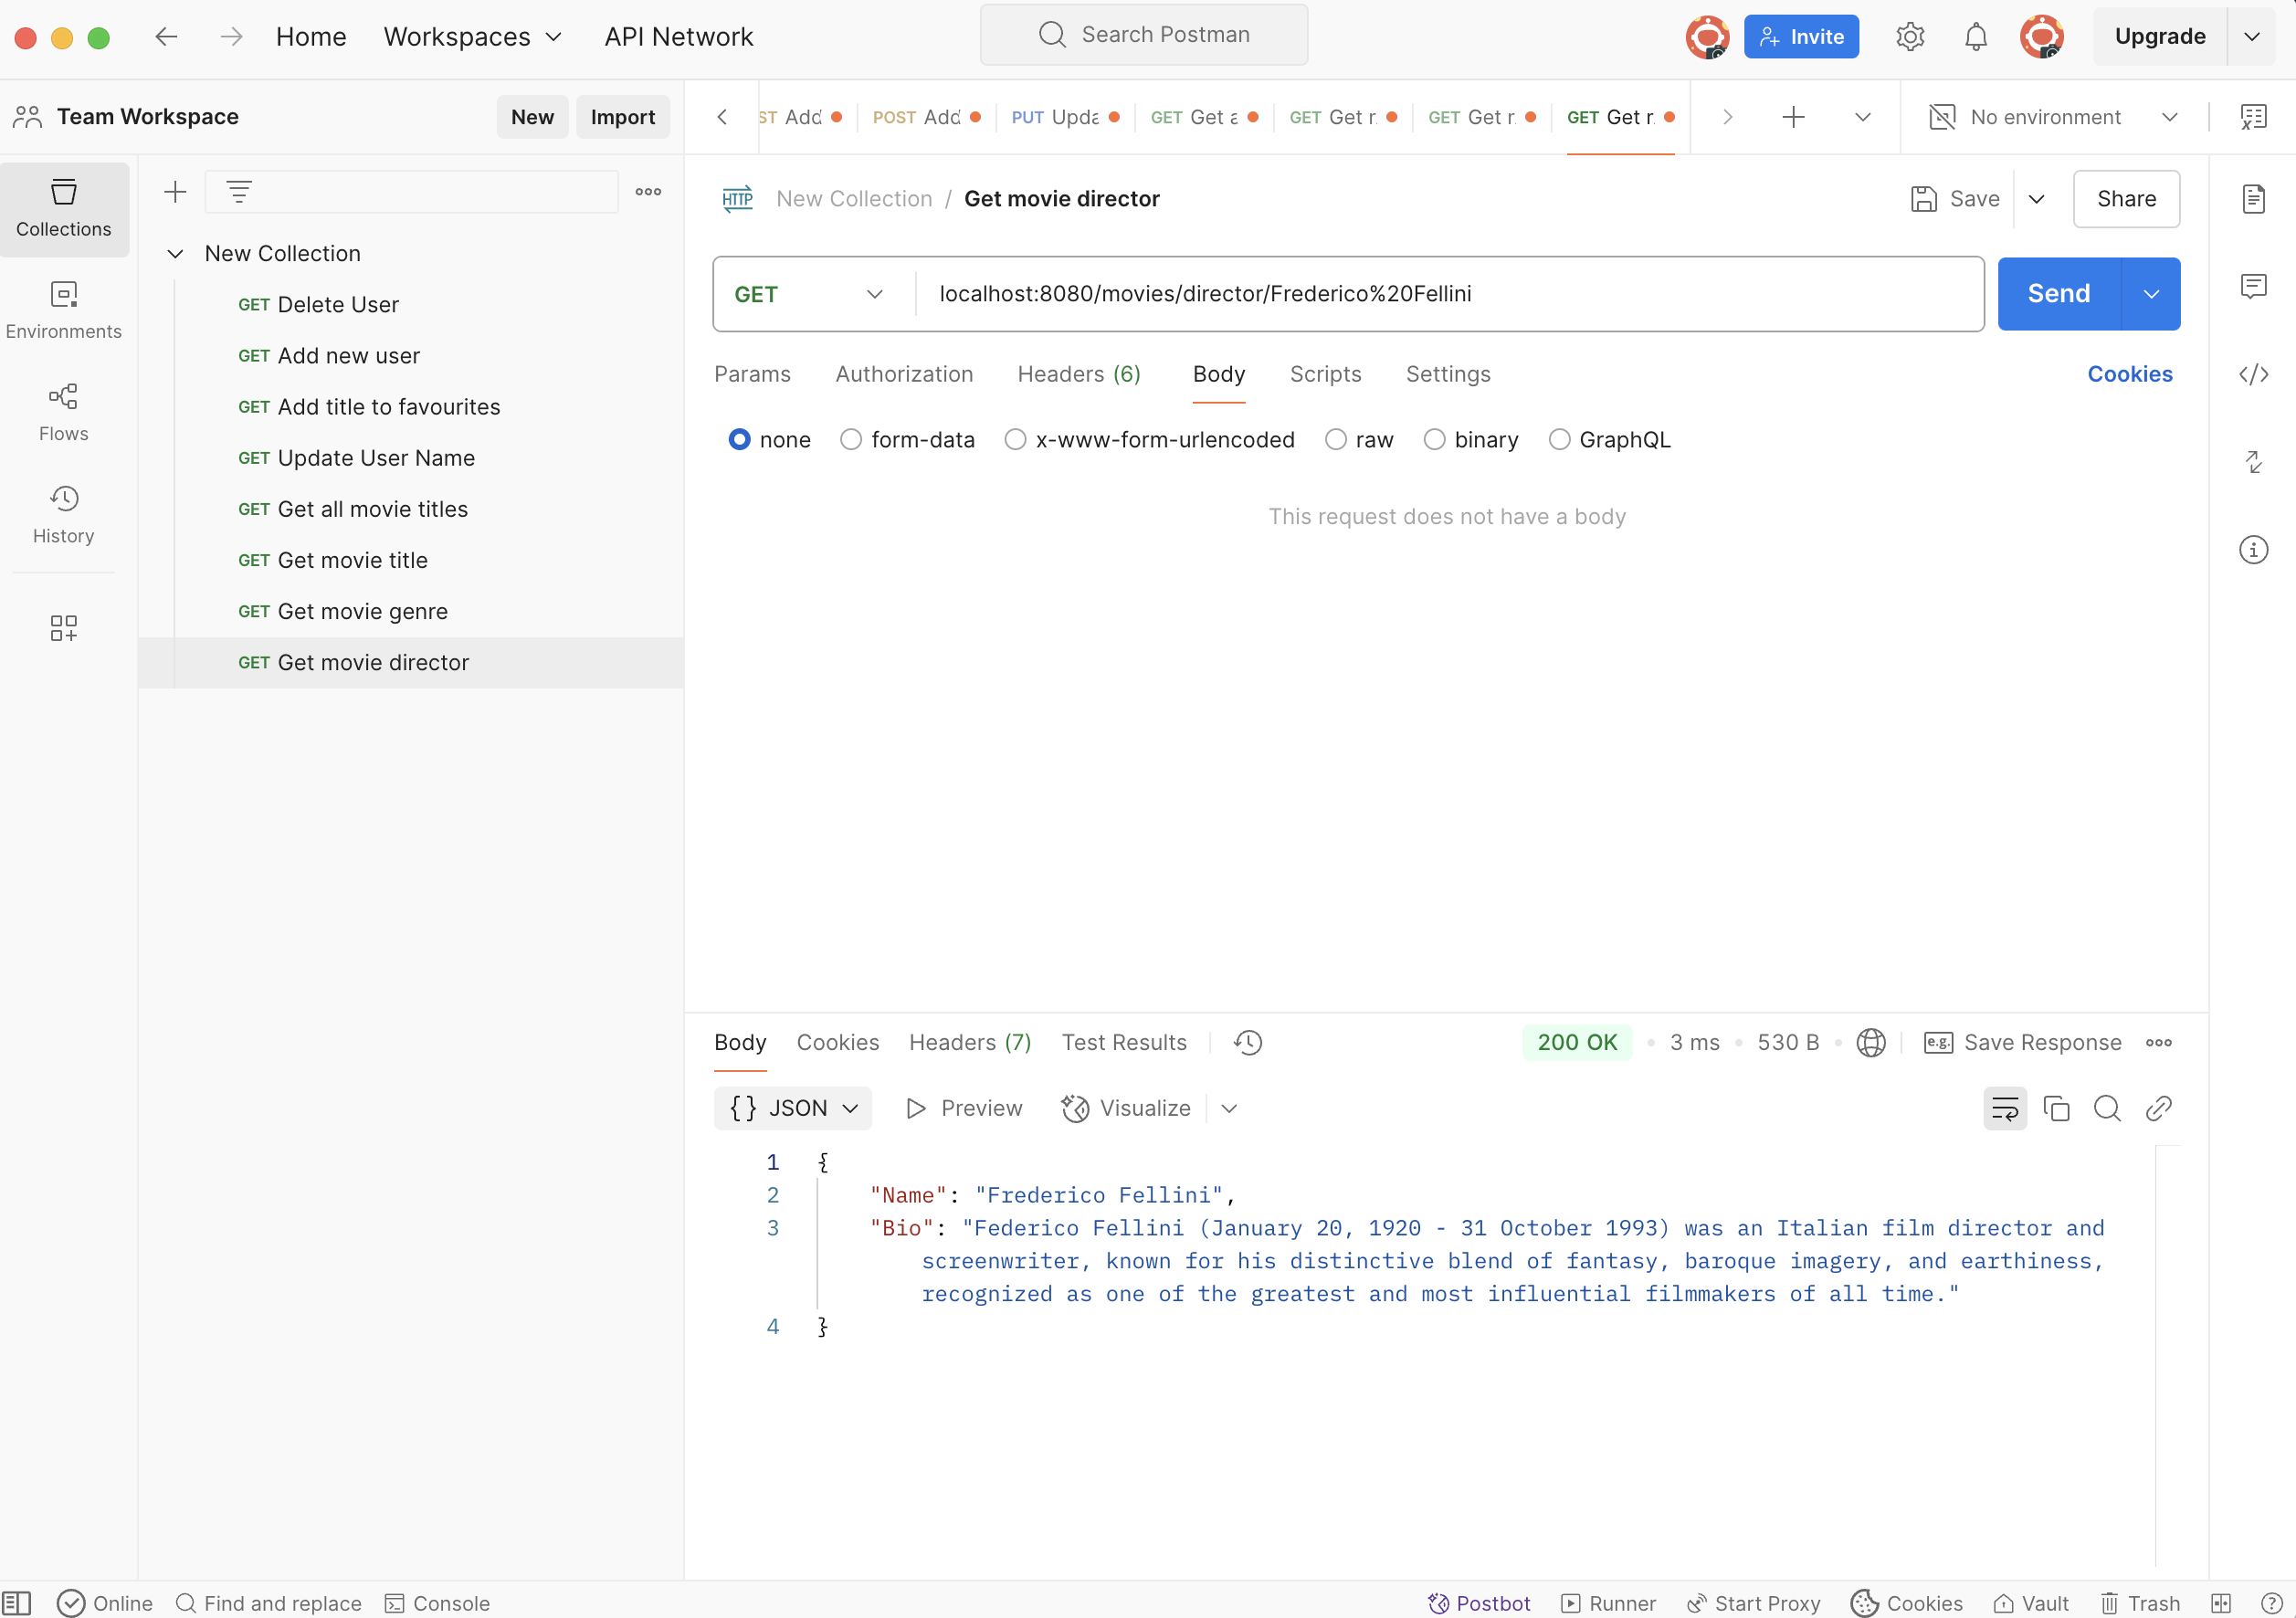 Home
Workspaces
API Network
Search Postman
Invite
Upgrade
Team Workspace
New
Import
ST Add
POST Add
PUT Upda
GET Get a
GET Get r
GET Get r
GET Get r
No environment
Collections
Environments
Flows
History
New Collection
GET Delete User
GET Add new user
GET Add title to favourites
GET Update User Name
GET Get all movie titles
GET Get movie title
GET Get movie genre
GET Get movie director
HTTP New Collection / Get movie director
Save
Share
GET
localhost:8080/movies/director/Frederico%20Fellini
Send
Params
Authorization
Headers (6)
Body
Scripts
Settings
Cookies
none
form-data
x-www-form-urlencoded
raw
binary
GraphQL
This request does not have a body
Body
Cookies
Headers (7)
Test Results
200 OK
3 ms
530 B
e.g. Save Response
{} JSON
Preview
Visualize
1 {
2 "Name": "Frederico Fellini",
3 "Bio": "Federico Fellini (January 20, 1920 - 31 October 1993) was an Italian film director and
screenwriter, known for his distinctive blend of fantasy, baroque imagery, and earthiness,
recognized as one of the greatest and most influential filmmakers of all time."
4 }
Online
Find and replace
Console
Postbot
Runner
Start Proxy
Cookies
Vault
Trash